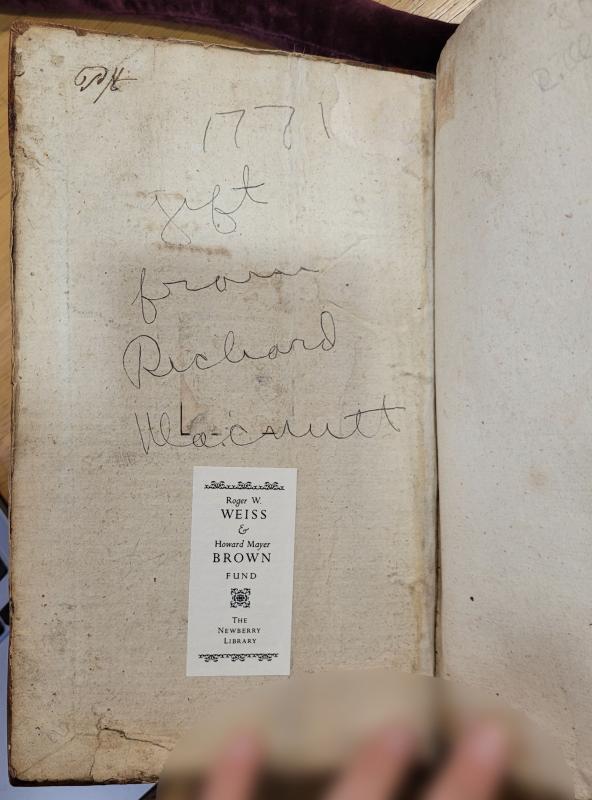 1771
gift
from
Richard
Macnutt
Roger W.
WEISS
&
Howard Mayer
BROWN
FUND
THE
NEWBERRY
LIBRARY